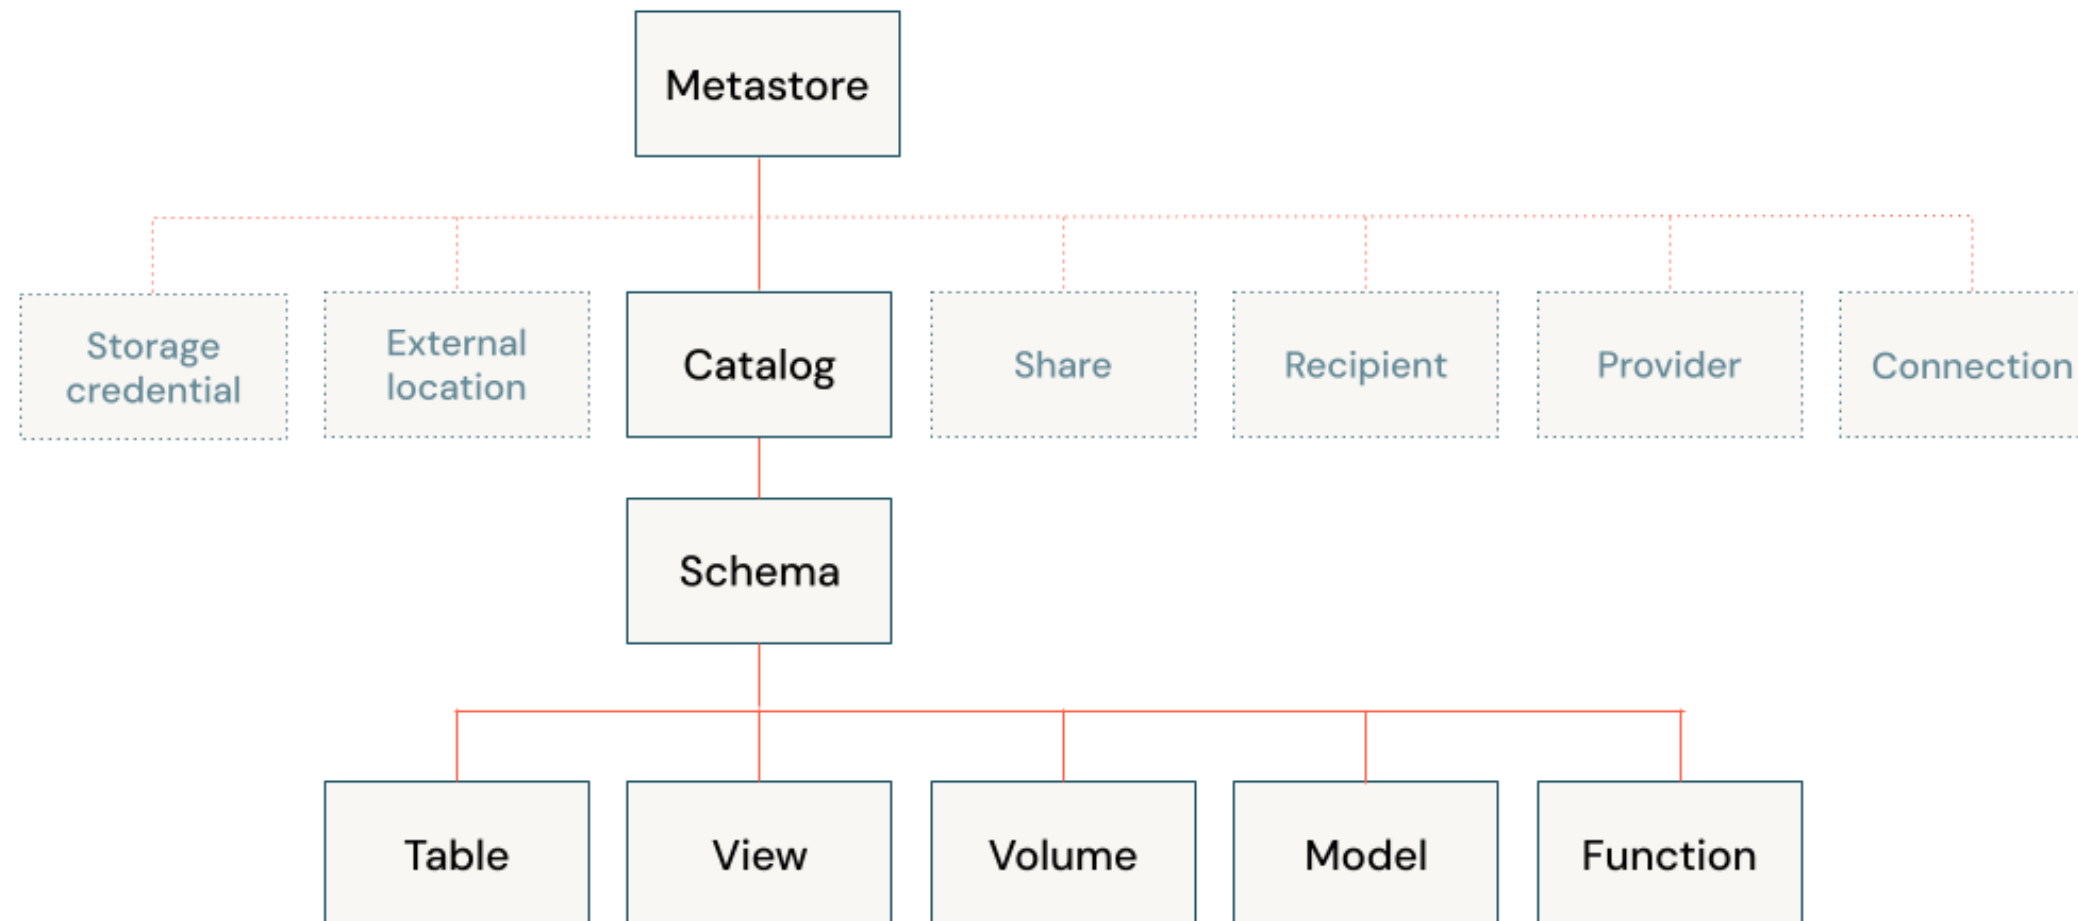 Metastore
Storage
credential
External
location
Catalog
Share
Recipient
Provider
Connection
Schema
Table
View
Volume
Model
Function